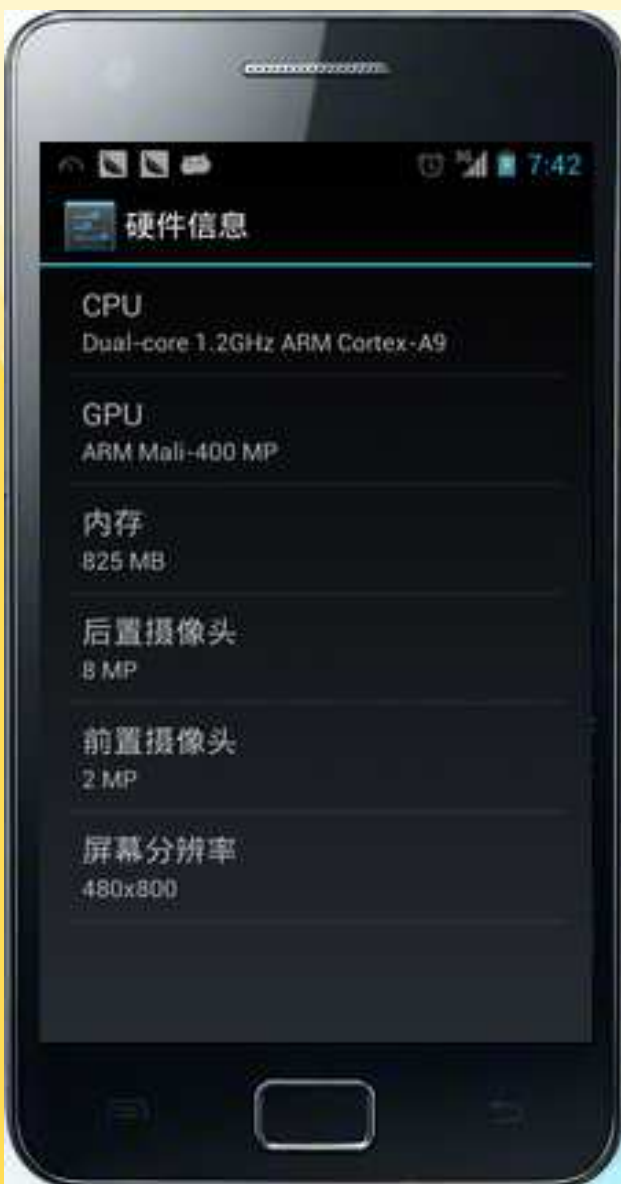 3G
7:42
硬件信息
CPU
Dual-core 1.2GHz ARM Cortex-A9
GPU
ARM Mali-400 MP
内存
825 MB
后置摄像头
8 MP
前置摄像头
2 MP
屏幕分辨率
480x800